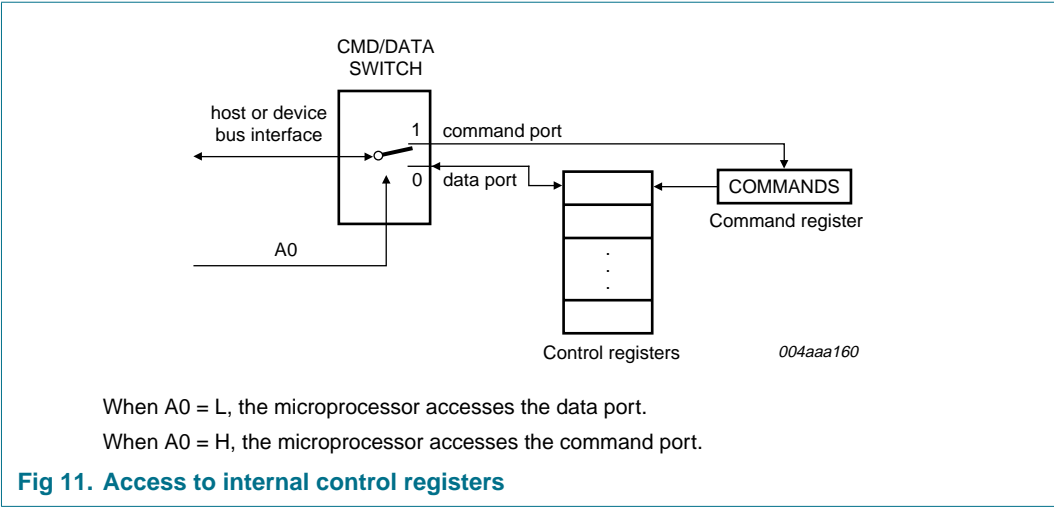 CMD/DATA
SWITCH
host or device
bus interface
1
command port
0
data port
COMMANDS
Command register
A0
.
.
.
Control registers
004aaa160
When A0 = L, the microprocessor accesses the data port.
When A0 = H, the microprocessor accesses the command port.
Fig 11. Access to internal control registers